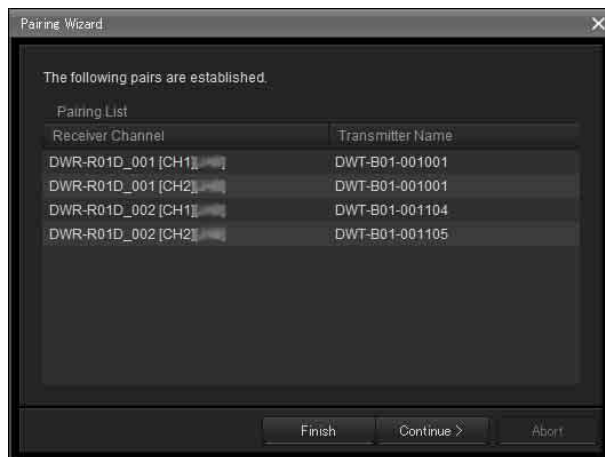 Pairing Wizard
The following pairs are established.
Pairing List
Receiver Channel Transmitter Name
DWR-R01D_001 [CH1] DWT-B01-001001
DWR-R01D_001 [CH2] DWT-B01-001001
DWR-R01D_002 [CH1] DWT-B01-001104
DWR-R01D_002 [CH2] DWT-B01-001105
Finish Continue > Abort